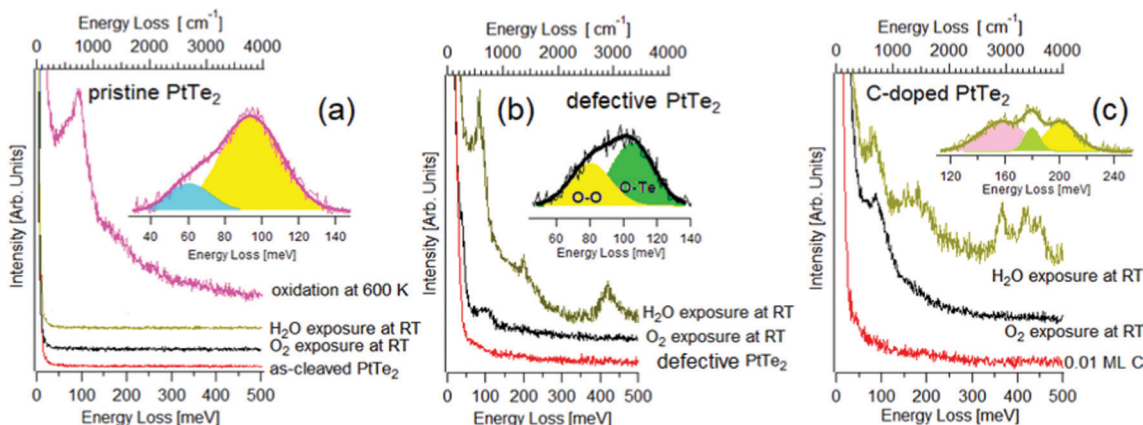 Energy Loss [ cm⁻¹ ]
0 1000 2000 3000 4000
pristine PtTe₂
(a)
40 60 80 100 120 140
Energy Loss [meV]
oxidation at 600 K
H₂O exposure at RT
O₂ exposure at RT
as-cleaved PtTe₂
Intensity [Arb. Units]
0 100 200 300 400 500
Energy Loss [meV]
Energy Loss [ cm⁻¹ ]
0 1000 2000 3000 4000
(b)
defective PtTe₂
O-O
O-Te
40 60 80 100 120 140
Energy Loss [meV]
H₂O exposure at RT
O₂ exposure at RT
defective PtTe₂
Intensity [Arb. Units]
0 100 200 300 400 500
Energy Loss [meV]
Energy Loss [ cm⁻¹ ]
0 1000 2000 3000 4000
C-doped PtTe₂
(c)
120 160 200 240
Energy Loss [meV]
H₂O exposure at RT
O₂ exposure at RT
0.01 ML C
Intensity [Arb. Units]
0 100 200 300 400 500
Energy Loss [meV]